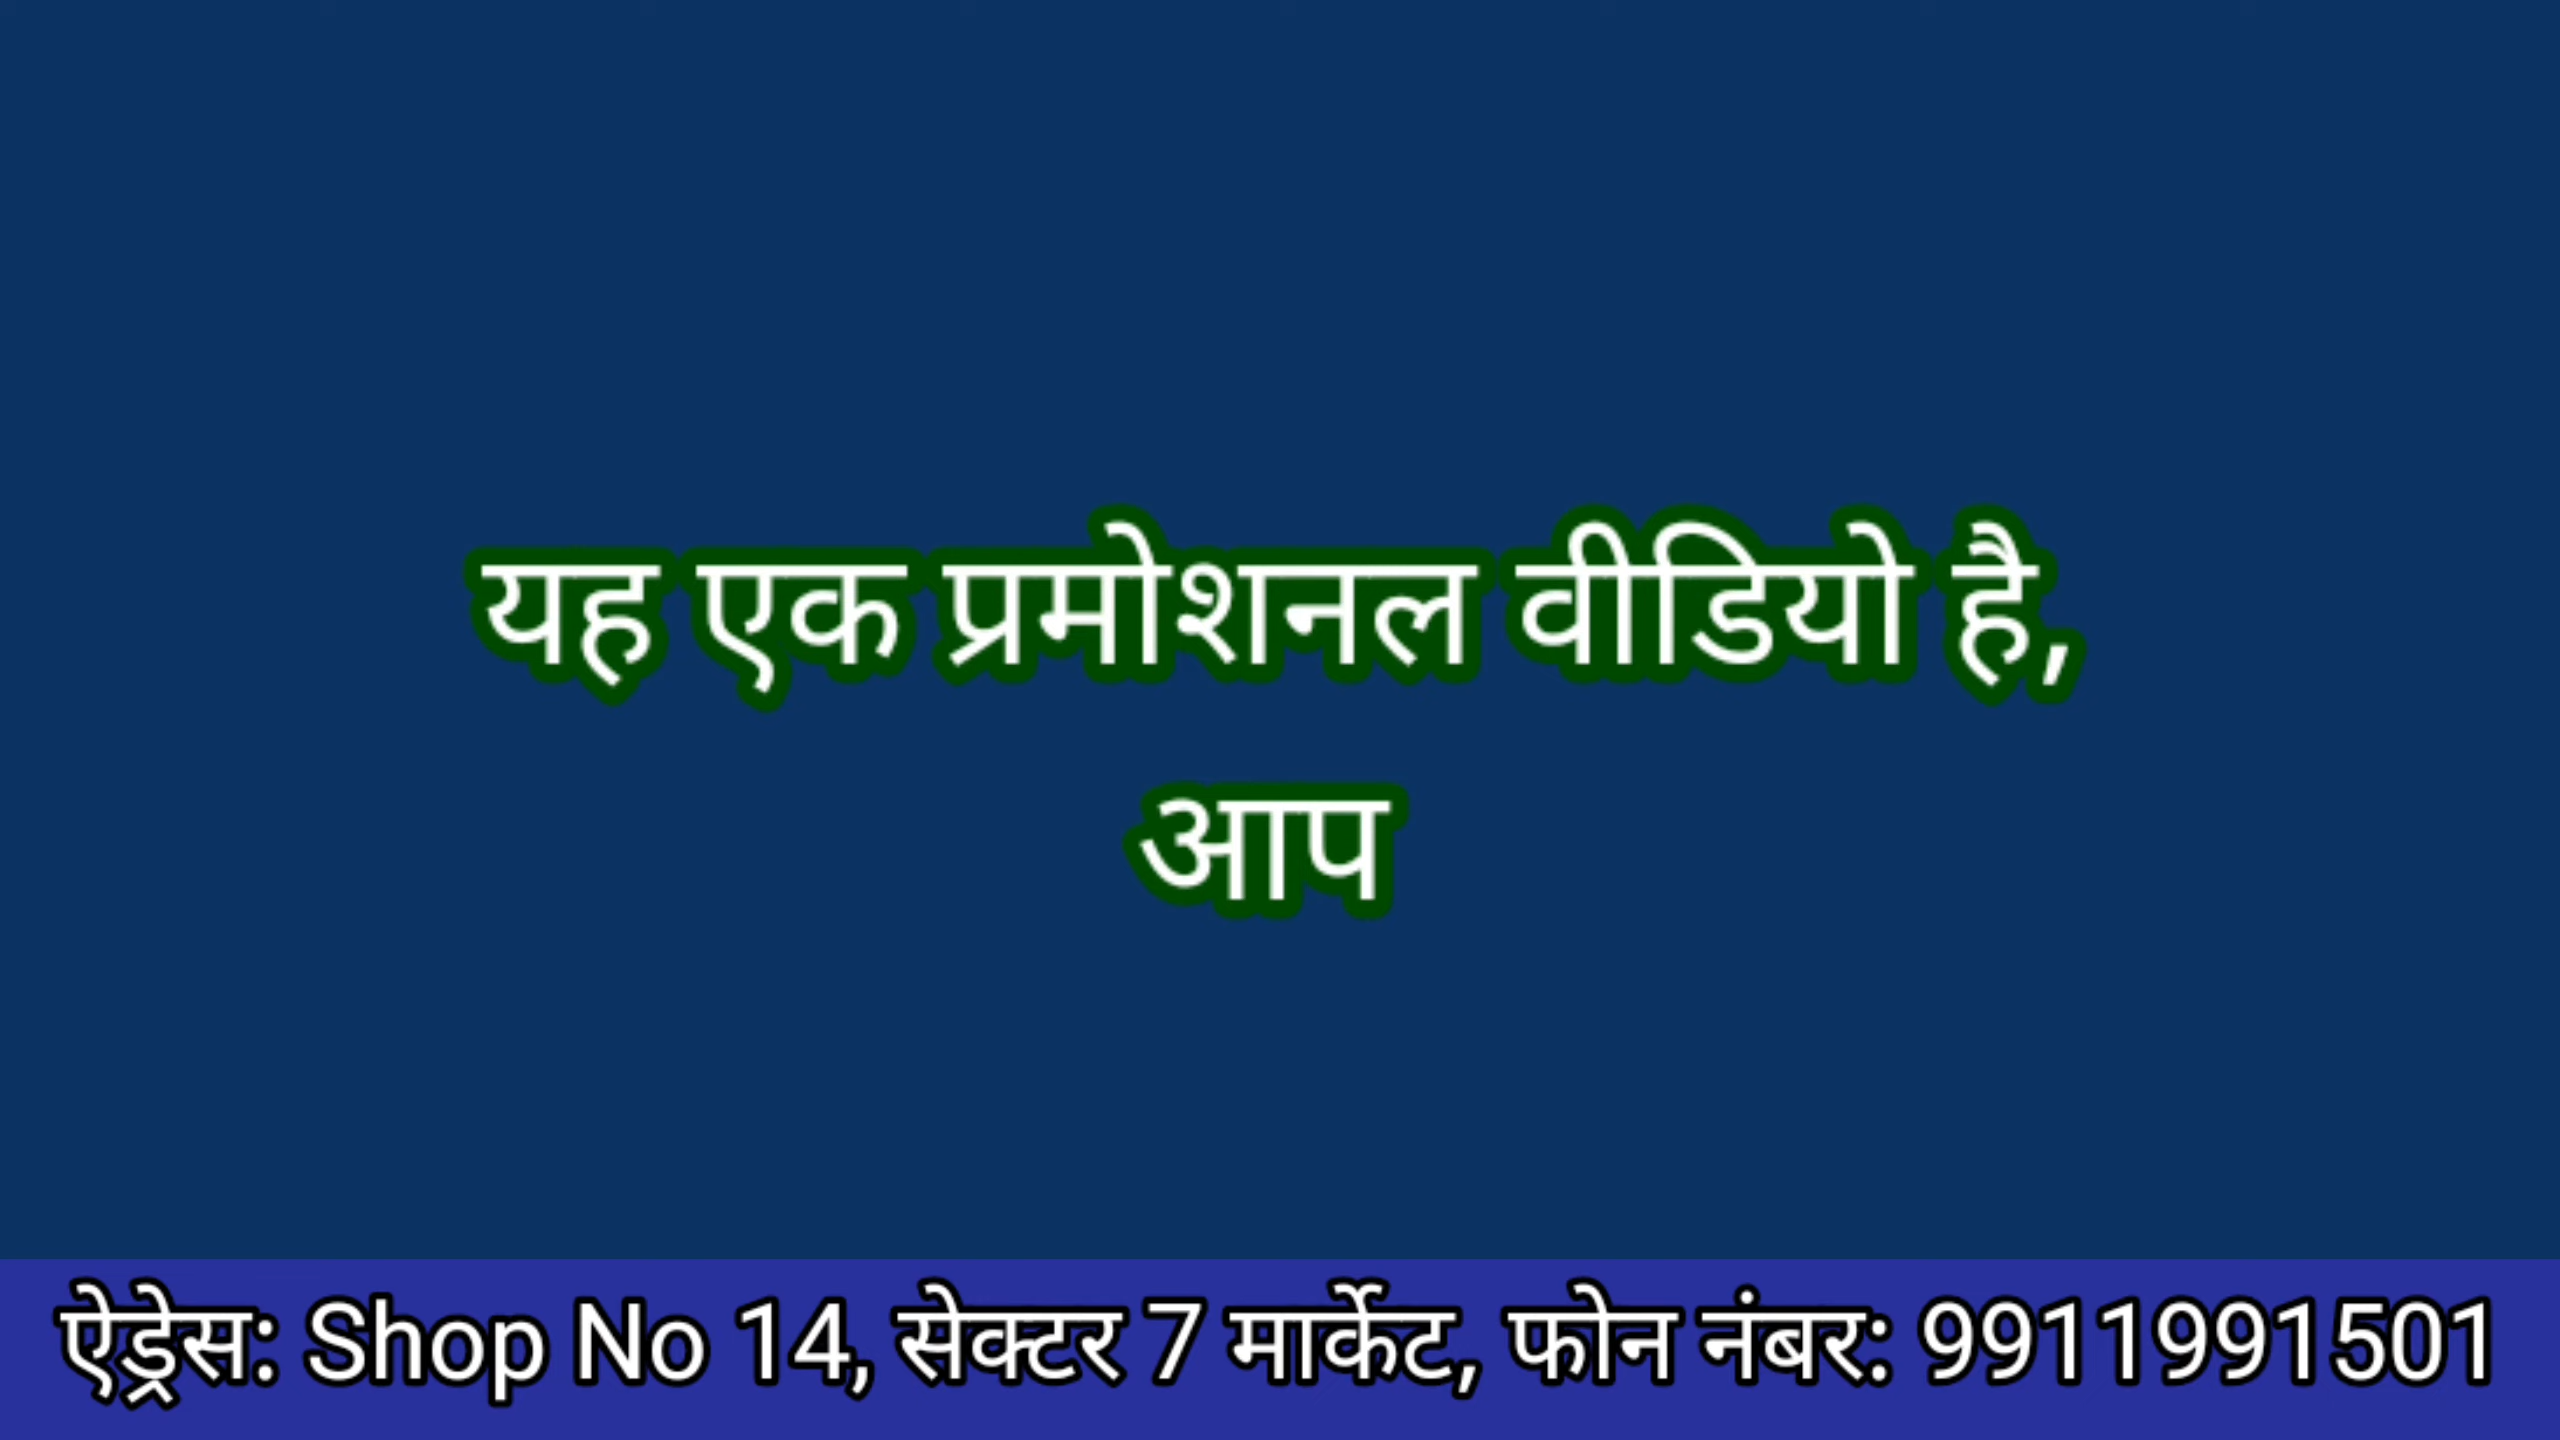 यह एक प्रमोशनल वीडियो है,
आप
ऐड्रेस: Shop No 14, सेक्टर 7 मार्केट, फोन नंबर: 9911991501